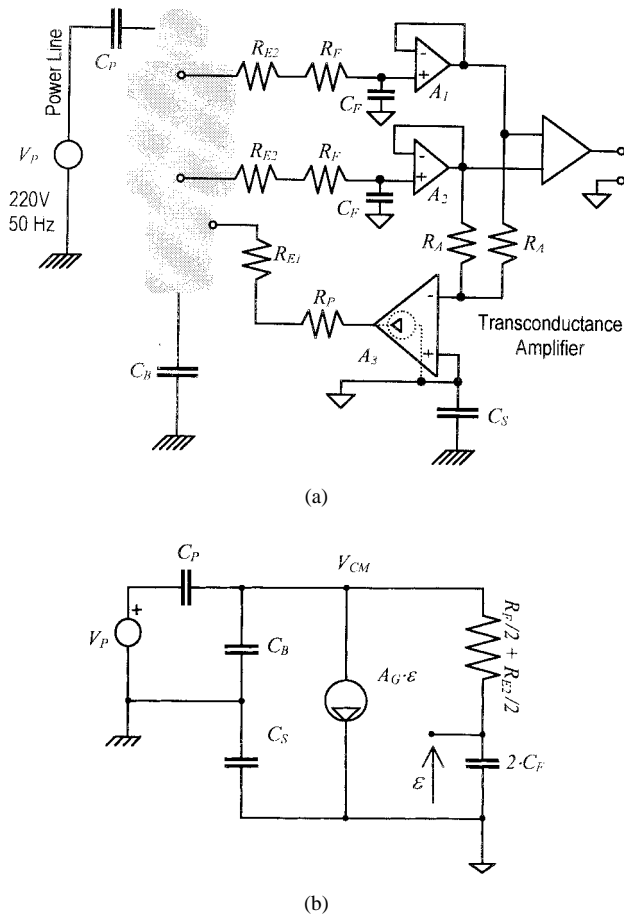 Power Line
C_P
R_E2
R_F
C_F
A_1
V_P
220V
50 Hz
R_E2
R_F
C_F
A_2
R_E1
R_A
R_A
R_P
A_3
Transconductance
Amplifier
C_B
C_S
-
+
-
+
-
+
(a)
C_P
V_CM
+
V_P
C_B
A_G·ε
R_F/2 + R_E2/2
C_S
ε
2·C_F
(b)